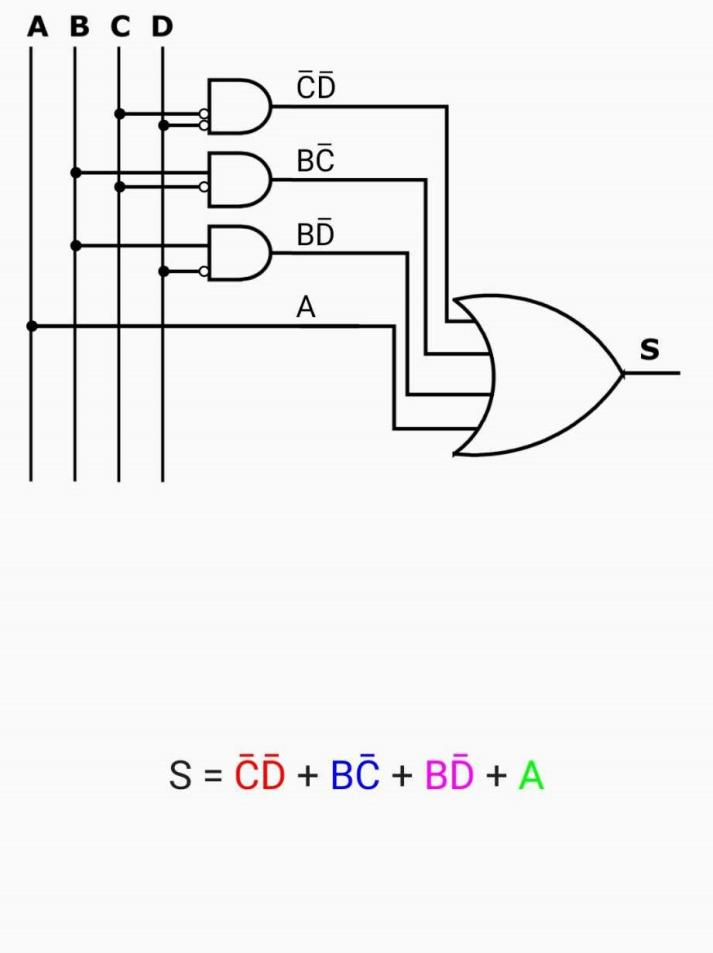 A B C D
C̅D̅
BC̅
BD̅
A
S
S = C̅D̅ + BC̅ + BD̅ + A